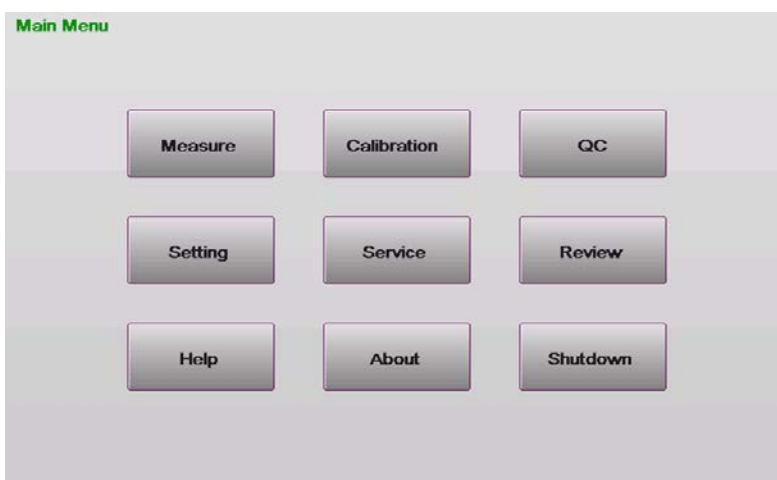 Main Menu
Measure
Calibration
QC
Setting
Service
Review
Help
About
Shutdown